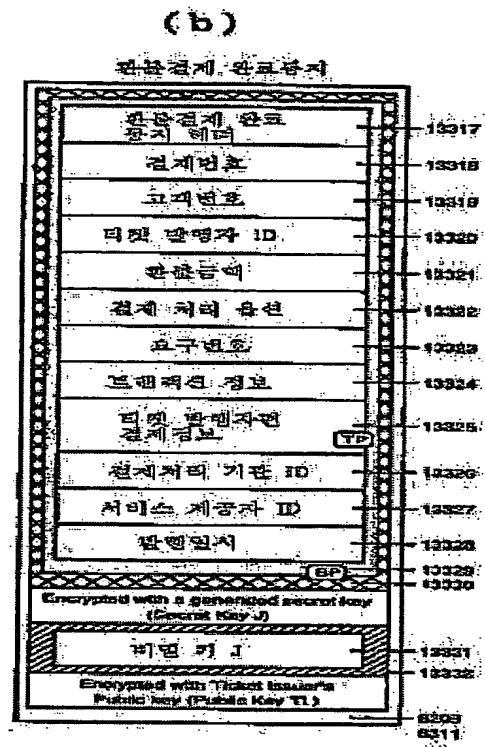 (b)
환불결제 완료통지
환불결제 완료 13317
통지 헤더
결제번호 13318
고객번호 13319
티켓 발행자 ID 13320
환불금액 13321
결제 처리 옵션 13322
요구번호 13323
트랜잭션 정보 13324
티켓 발행자면 13325
결제정보
TP
결제처리 기관 ID 13326
서비스 제공자 ID 13327
발행일시 13328
SP 13329
13330
Encrypted with a generated secret key
(Secret Key J)
비밀 키 J 13331
13332
Encrypted with Ticket Issuer's
Public key (Public Key TI.)
6203
6311